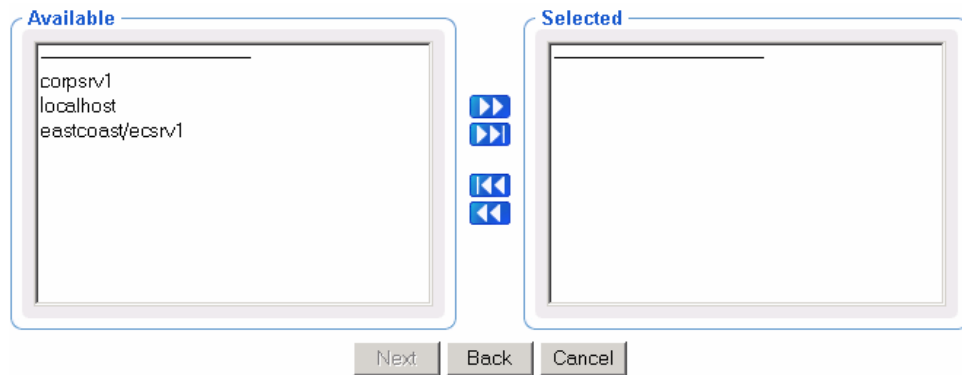 Available
Selected
corpsrv1
localhost
eastcoast/ecsrv1
Next Back Cancel